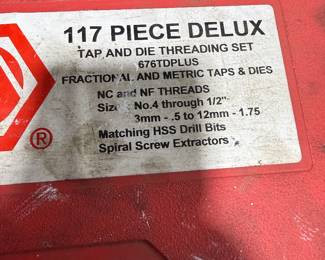 117 PIECE DELUX
TAP AND DIE THREADING SET
676TDPLUS
FRACTIONAL AND METRIC TAPS & DIES
NC and NF THREADS
Size: No.4 through 1/2"
3mm - .5 to 12mm - 1.75
Matching HSS Drill Bits
Spiral Screw Extractors
®